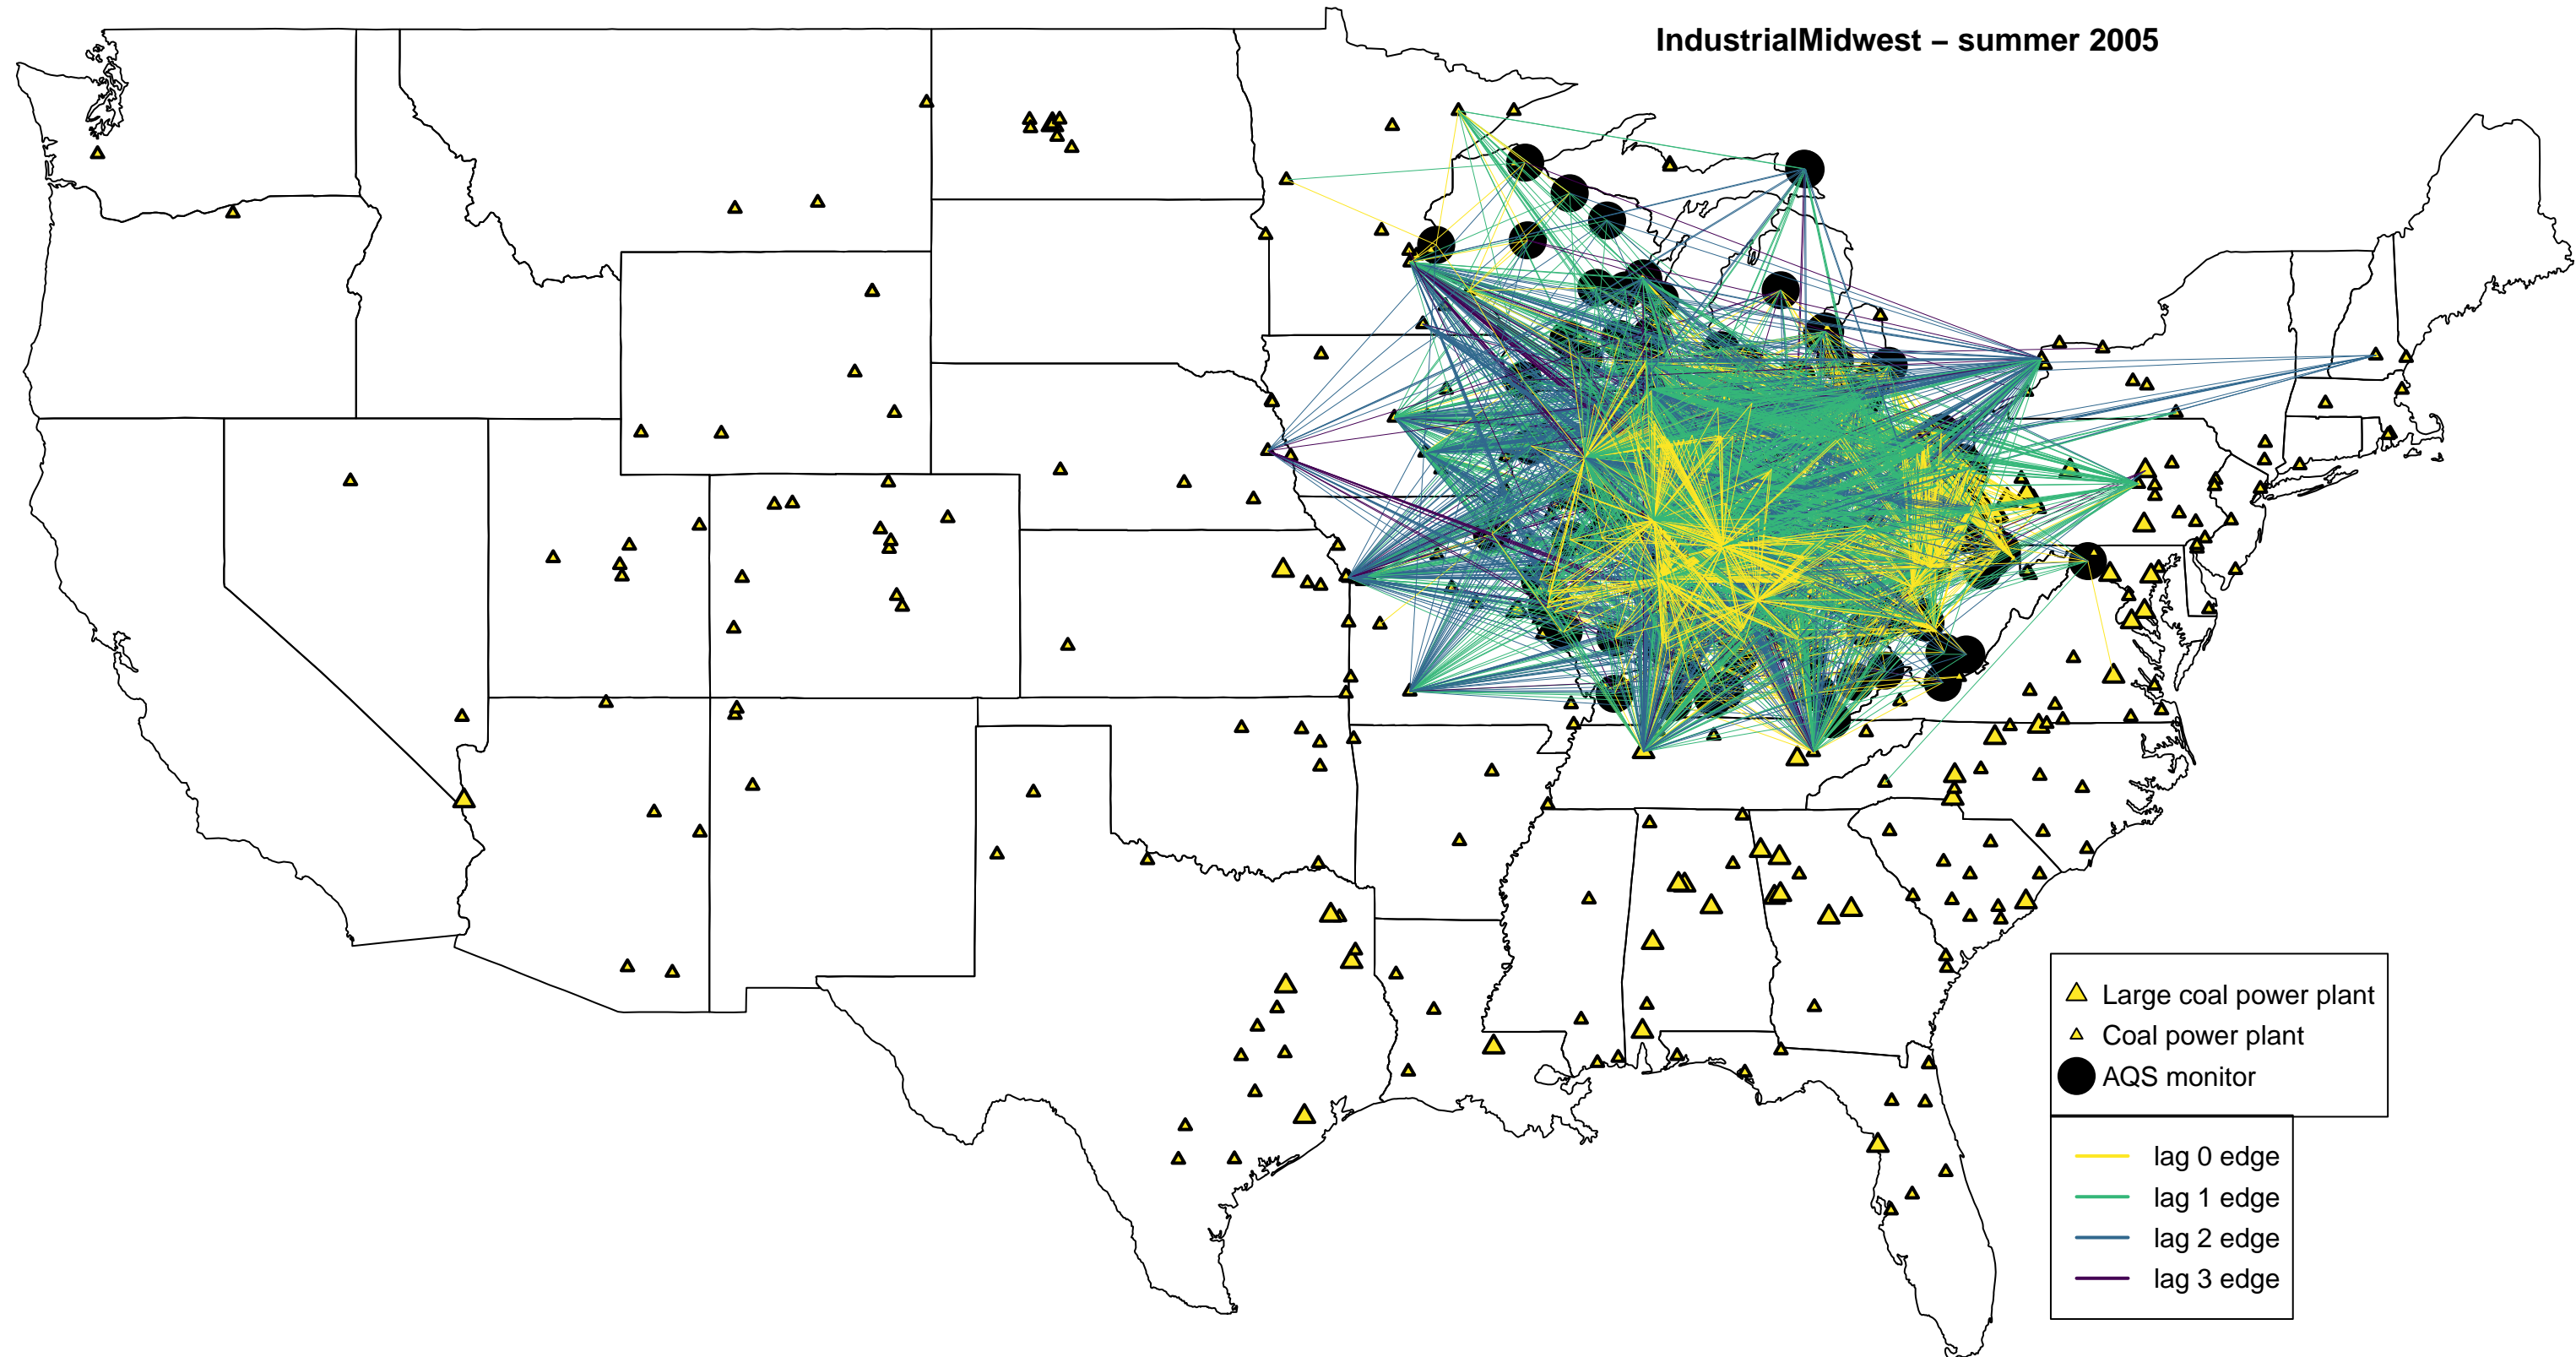 IndustrialMidwest – summer 2005
Large coal power plant
Coal power plant
AQS monitor
lag 0 edge
lag 1 edge
lag 2 edge
lag 3 edge